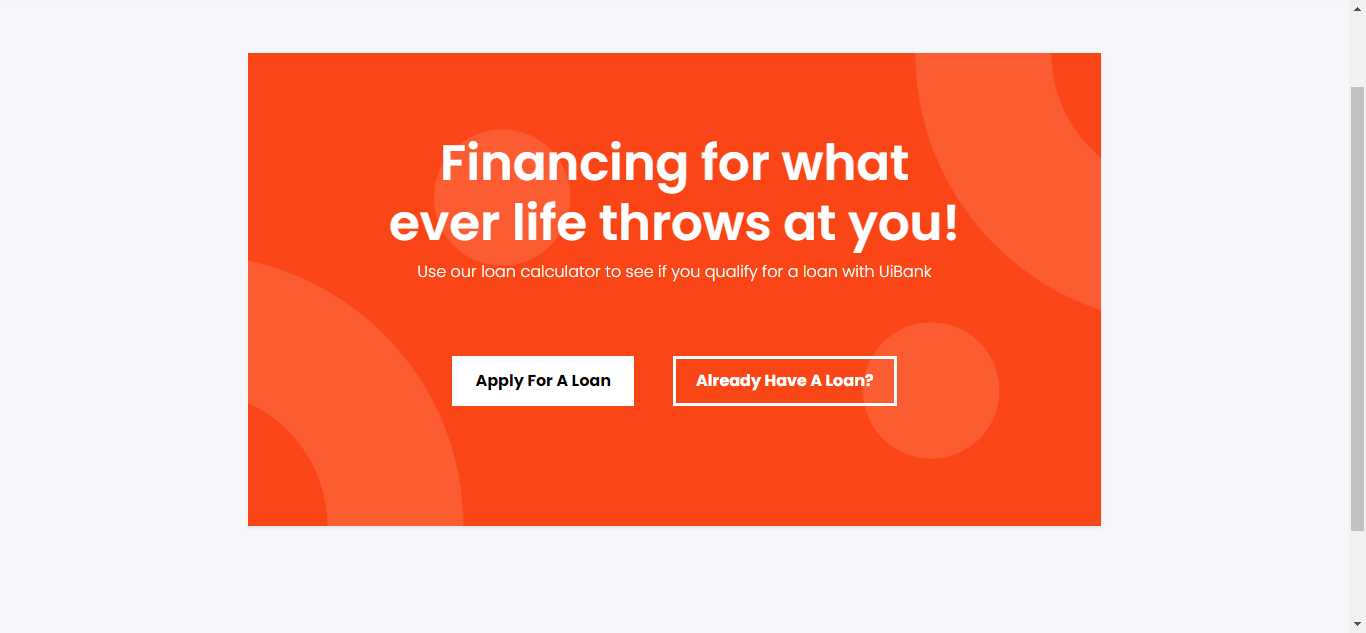 Financing for what
ever life throws at you!
Use our loan calculator to see if you qualify for a loan with UiBank
Apply For A Loan
Already Have A Loan?